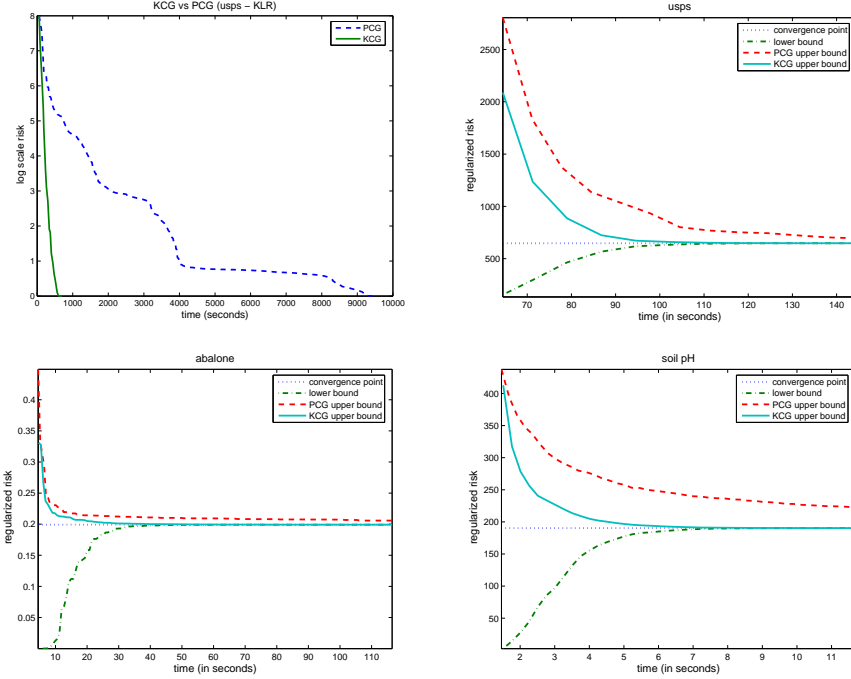 KCG vs PCG (usps – KLR)
8
7
6
5
4
3
2
1
0
log scale risk
0 1000 2000 3000 4000 5000 6000 7000 8000 9000 10000
time (seconds)
PCG
KCG
usps
2500
2000
1500
1000
500
regularized risk
70 80 90 100 110 120 130 140
time (in seconds)
convergence point
lower bound
PCG upper bound
KCG upper bound
abalone
0.4
0.35
0.3
0.25
0.2
0.15
0.1
0.05
regularized risk
10 20 30 40 50 60 70 80 90 100 110
time (in seconds)
convergence point
lower bound
PCG upper bound
KCG upper bound
soil pH
400
350
300
250
200
150
100
50
regularized risk
2 3 4 5 6 7 8 9 10 11
time (in seconds)
convergence point
lower bound
PCG upper bound
KCG upper bound